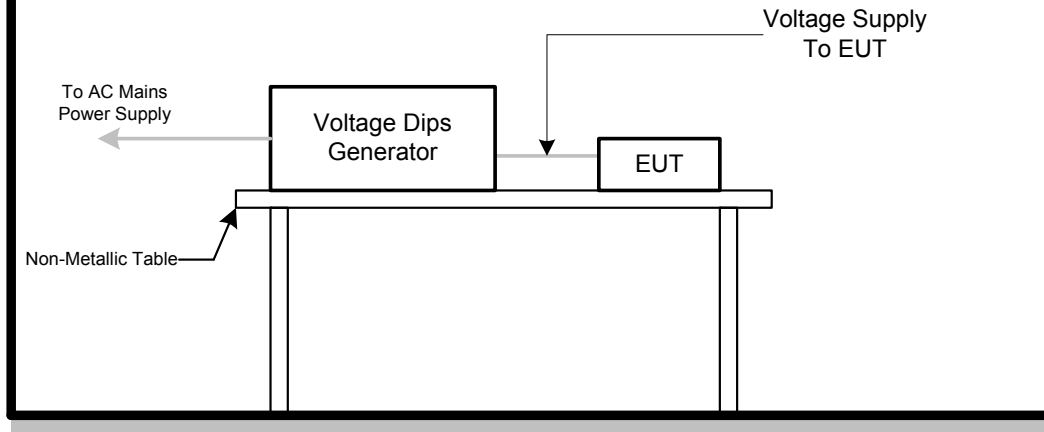 Voltage Supply
To EUT
To AC Mains
Power Supply
Voltage Dips
Generator
EUT
Non-Metallic Table